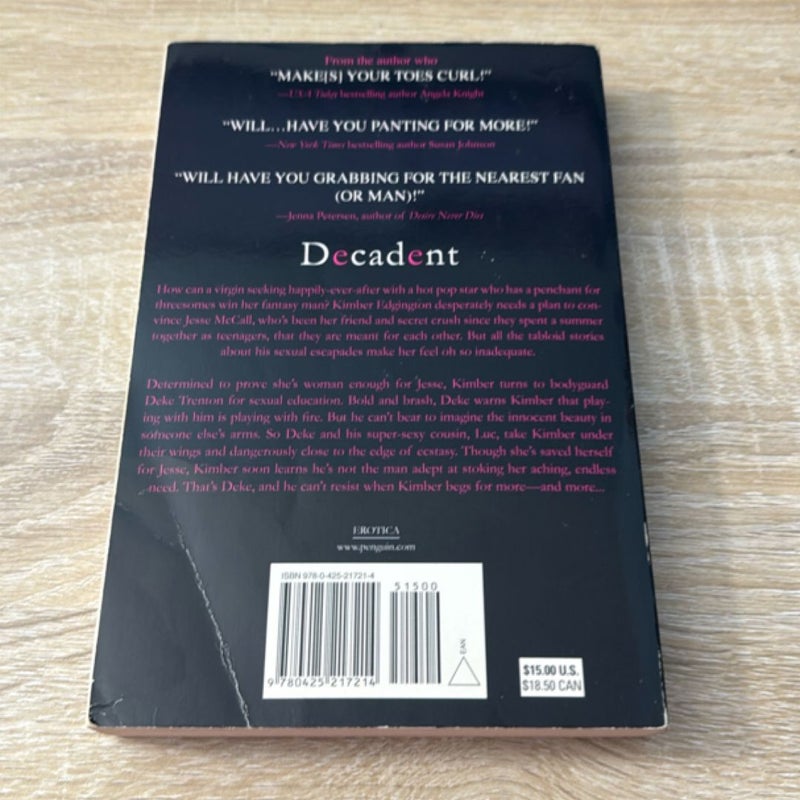 From the author who
"MAKE[S] YOUR TOES CURL!"
—USA Today bestselling author Angela Knight
"WILL...HAVE YOU PANTING FOR MORE!"
—New York Times bestselling author Susan Johnson
"WILL HAVE YOU GRABBING FOR THE NEAREST FAN
(OR MAN)!"
—Jenna Petersen, author of Desire Never Dies
Decadent
How can a virgin seeking happily-ever-after with a hot pop star who has a penchant for
threesomes win her fantasy man? Kimber Edgington desperately needs a plan to con-
vince Jesse McCall, who's been her friend and secret crush since they spent a summer
together as teenagers, that they are meant for each other. But all the tabloid stories
about his sexual escapades make her feel oh so inadequate.
Determined to prove she's woman enough for Jesse, Kimber turns to bodyguard
Deke Trenton for sexual education. Bold and brash, Deke warns Kimber that play-
ing with him is playing with fire. But he can't bear to imagine the innocent beauty in
someone else's arms. So Deke and his super-sexy cousin, Luc, take Kimber under
their wings and dangerously close to the edge of ecstasy. Though she's saved herself
for Jesse, Kimber soon learns he's not the man adept at stoking her aching, endless
need. That's Deke, and he can't resist when Kimber begs for more—and more...
EROTICA
www.penguin.com
ISBN 978-0-425-21721-4
51500
EAN
9 780425 217214
$15.00 U.S.
$18.50 CAN